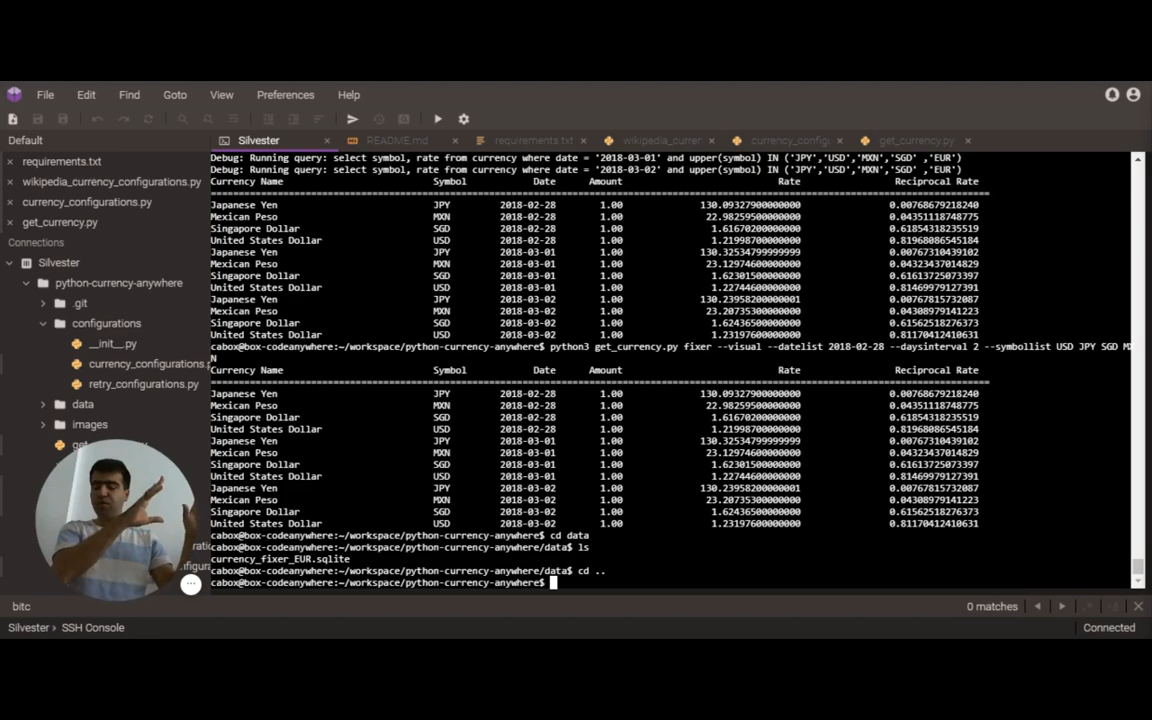 File Edit Find Goto View Preferences Help
Default
Silvester × README.md × requirements.txt × wikipedia_currer × currency_config × get_currency.py ×
× requirements.txt
× wikipedia_currency_configurations.py
× currency_configurations.py
× get_currency.py
Connections
Silvester
python-currency-anywhere
.git
configurations
__init__.py
currency_configurations.p
retry_configurations.py
data
images
Debug: Running query: select symbol, rate from currency where date = '2018-03-01' and upper(symbol) IN ('JPY','USD','MXN','SGD' ,'EUR')
Debug: Running query: select symbol, rate from currency where date = '2018-03-02' and upper(symbol) IN ('JPY','USD','MXN','SGD' ,'EUR')
Currency Name Symbol Date Amount Rate Reciprocal Rate
Japanese Yen JPY 2018-02-28 1.00 130.09327900000000 0.00768679218240
Mexican Peso MXN 2018-02-28 1.00 22.98259500000000 0.04351118748775
Singapore Dollar SGD 2018-02-28 1.00 1.61670200000000 0.61854318235519
United States Dollar USD 2018-02-28 1.00 1.21998700000000 0.81968086545184
Japanese Yen JPY 2018-03-01 1.00 130.32534799999999 0.00767310439102
Mexican Peso MXN 2018-03-01 1.00 23.12974600000000 0.04323437014829
Singapore Dollar SGD 2018-03-01 1.00 1.62301500000000 0.61613725073397
United States Dollar USD 2018-03-01 1.00 1.22744600000000 0.81469979127391
Japanese Yen JPY 2018-03-02 1.00 130.23958200000001 0.00767815732087
Mexican Peso MXN 2018-03-02 1.00 23.20735300000000 0.04308979141223
Singapore Dollar SGD 2018-03-02 1.00 1.62436500000000 0.61562518276373
United States Dollar USD 2018-03-02 1.00 1.23197600000000 0.81170412410631
cabox@box-codeanywhere:~/workspace/python-currency-anywhere$ python3 get_currency.py fixer --visual --datelist 2018-02-28 --daysinterval 2 --symbollist USD JPY SGD MX
N
Currency Name Symbol Date Amount Rate Reciprocal Rate
Japanese Yen JPY 2018-02-28 1.00 130.09327900000000 0.00768679218240
Mexican Peso MXN 2018-02-28 1.00 22.98259500000000 0.04351118748775
Singapore Dollar SGD 2018-02-28 1.00 1.61670200000000 0.61854318235519
United States Dollar USD 2018-02-28 1.00 1.21998700000000 0.81968086545184
Japanese Yen JPY 2018-03-01 1.00 130.32534799999999 0.00767310439102
Mexican Peso MXN 2018-03-01 1.00 23.12974600000000 0.04323437014829
Singapore Dollar SGD 2018-03-01 1.00 1.62301500000000 0.61613725073397
United States Dollar USD 2018-03-01 1.00 1.22744600000000 0.81469979127391
Japanese Yen JPY 2018-03-02 1.00 130.23958200000001 0.00767815732087
Mexican Peso MXN 2018-03-02 1.00 23.20735300000000 0.04308979141223
Singapore Dollar SGD 2018-03-02 1.00 1.62436500000000 0.61562518276373
United States Dollar USD 2018-03-02 1.00 1.23197600000000 0.81170412410631
cabox@box-codeanywhere:~/workspace/python-currency-anywhere$ cd data
cabox@box-codeanywhere:~/workspace/python-currency-anywhere/data$ ls
currency_fixer_EUR.sqlite
cabox@box-codeanywhere:~/workspace/python-currency-anywhere/data$ cd ..
cabox@box-codeanywhere:~/workspace/python-currency-anywhere$
bitc 0 matches
Silvester › SSH Console Connected